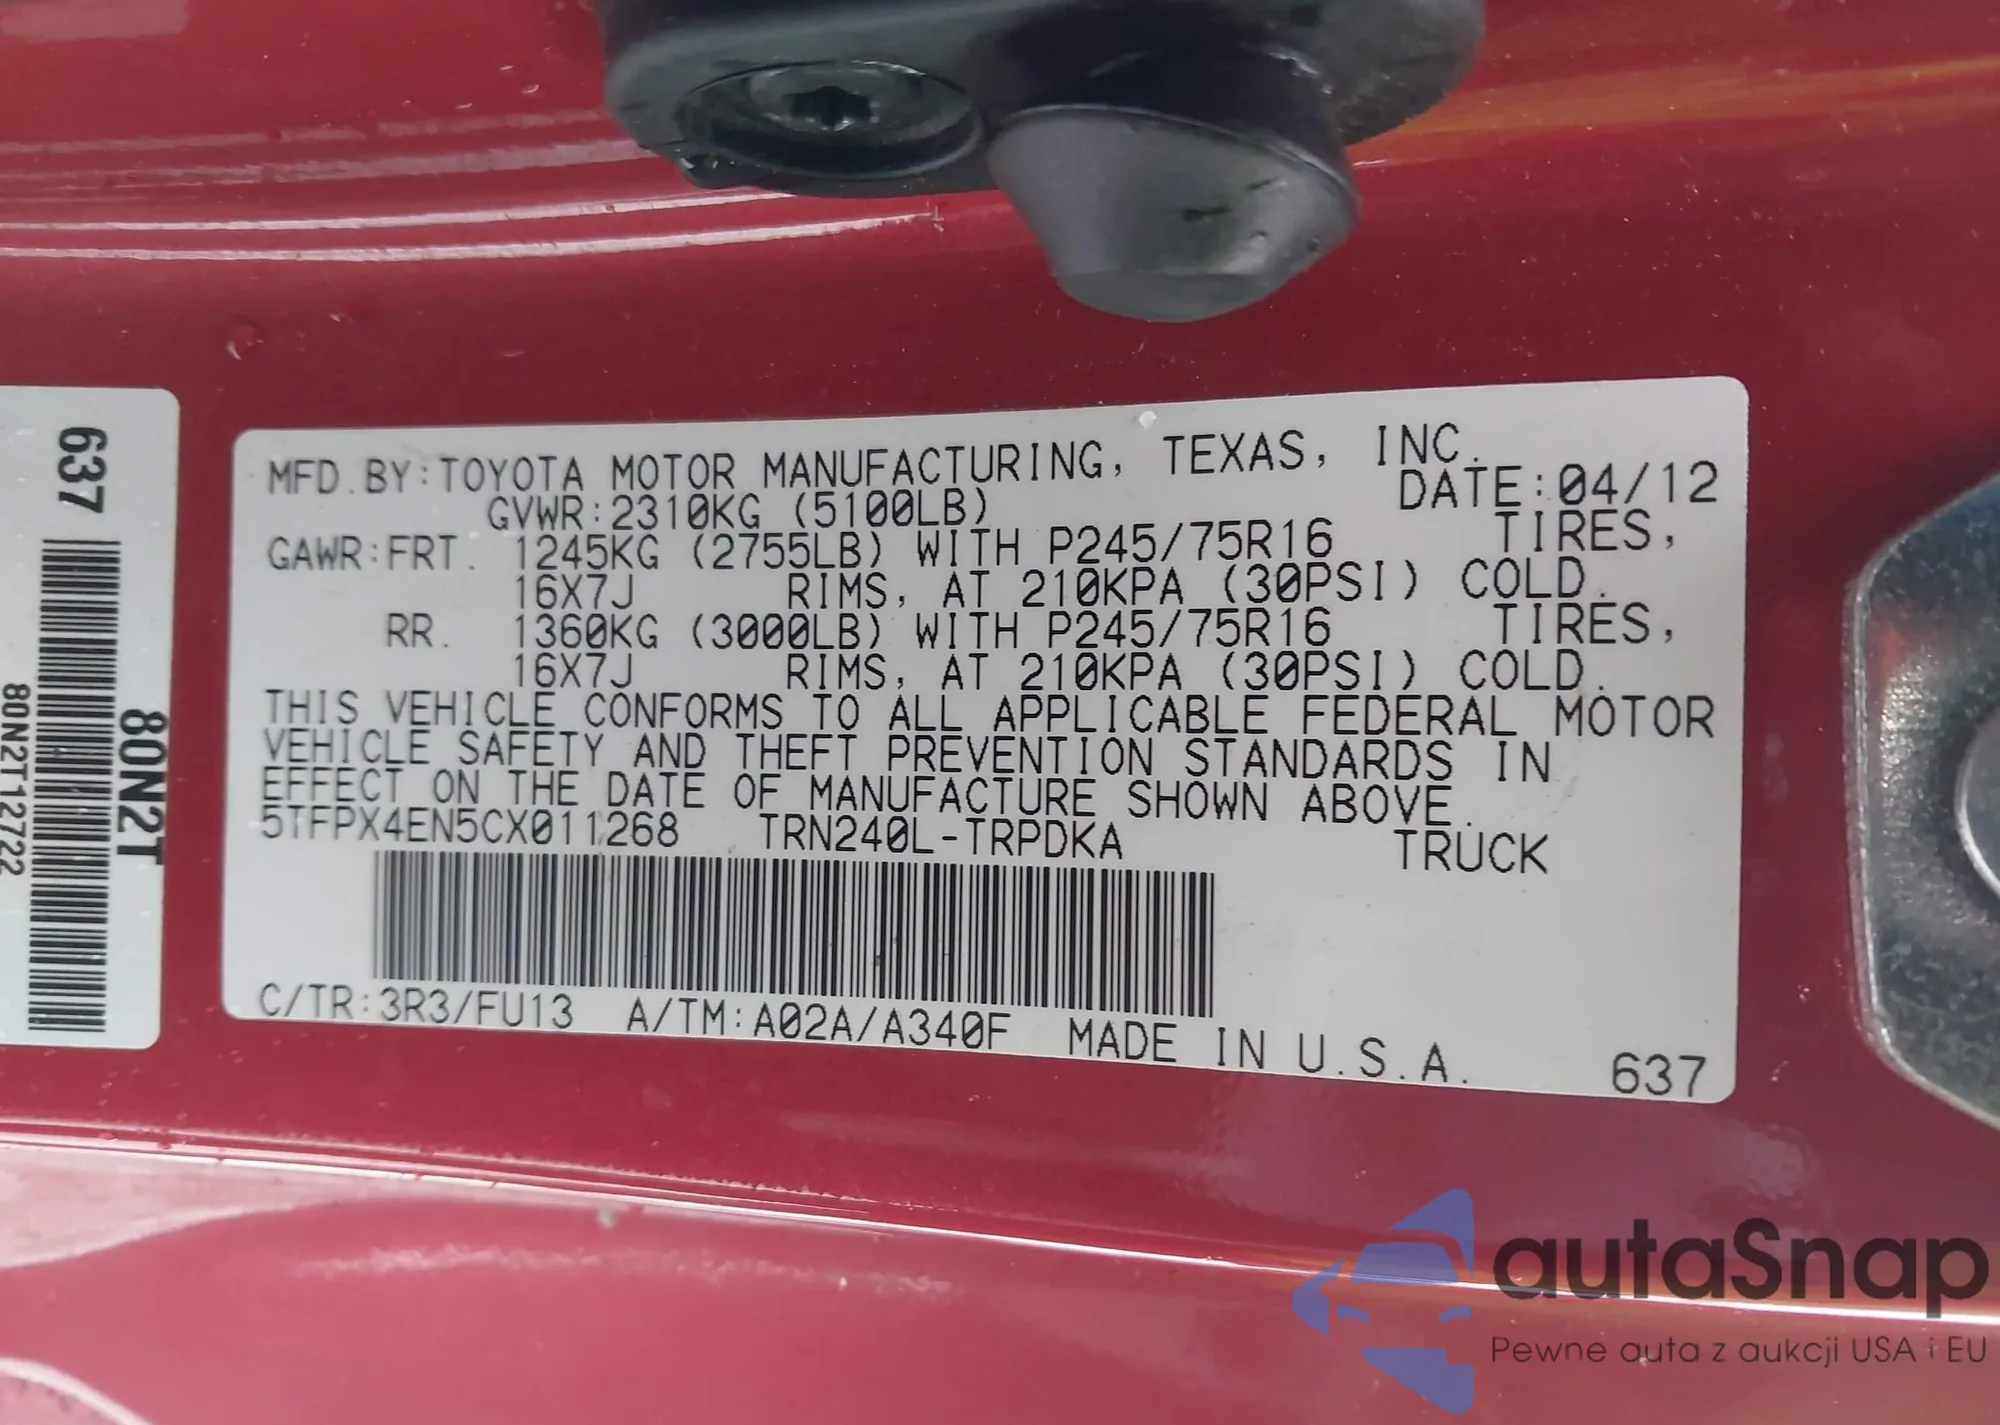 637
80N2T
80N2T12722
MFD.BY:TOYOTA MOTOR MANUFACTURING, TEXAS, INC.
GVWR:2310KG (5100LB) DATE:04/12
GAWR:FRT. 1245KG (2755LB) WITH P245/75R16 TIRES,
16X7J RIMS, AT 210KPA (30PSI) COLD.
RR. 1360KG (3000LB) WITH P245/75R16 TIRES,
16X7J RIMS, AT 210KPA (30PSI) COLD.
THIS VEHICLE CONFORMS TO ALL APPLICABLE FEDERAL MOTOR
VEHICLE SAFETY AND THEFT PREVENTION STANDARDS IN
EFFECT ON THE DATE OF MANUFACTURE SHOWN ABOVE.
5TFPX4EN5CX011268 TRN240L-TRPDKA TRUCK
C/TR:3R3/FU13 A/TM:A02A/A340F MADE IN U.S.A. 637
autaSnap
Pewne auta z aukcji USA i EU